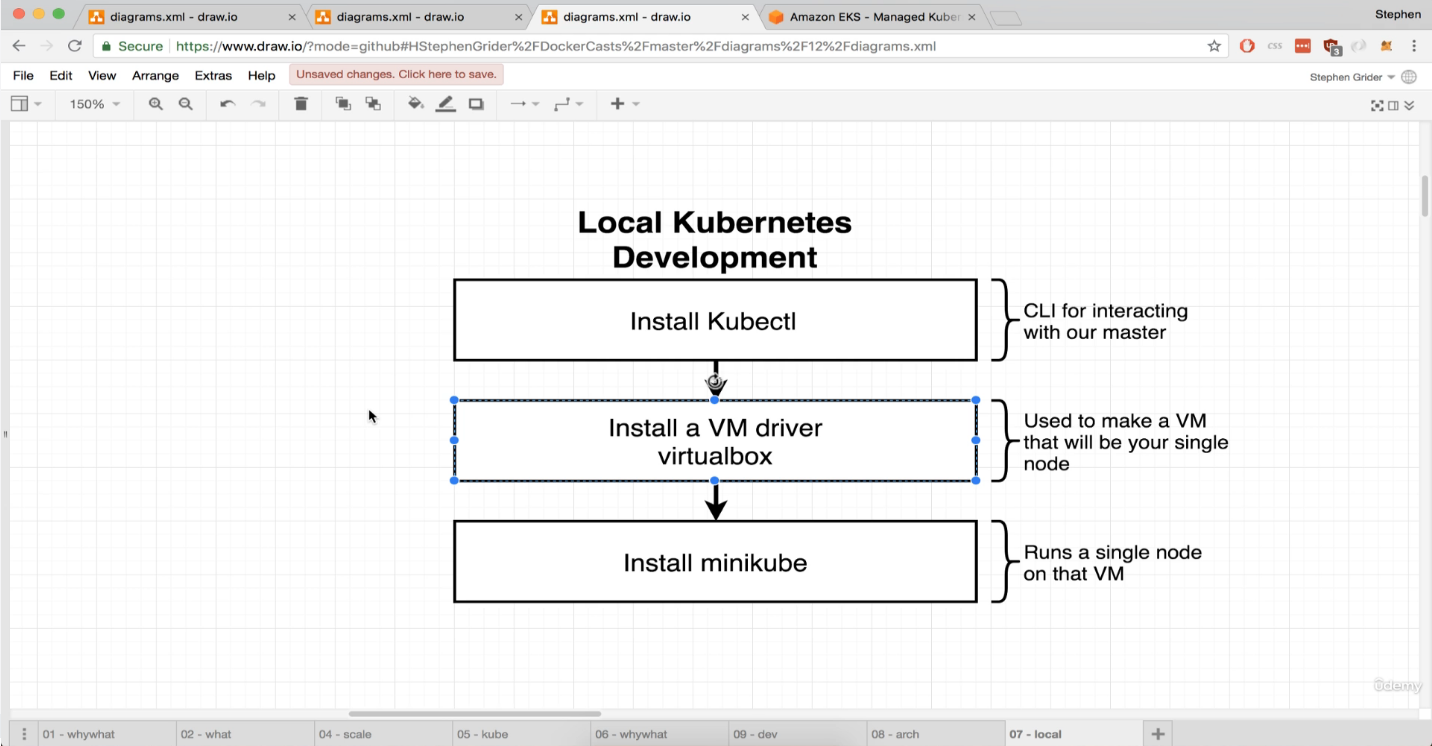 diagrams.xml - draw.io
diagrams.xml - draw.io
diagrams.xml - draw.io
Amazon EKS - Managed Kuber
Stephen
Secure
https://www.draw.io/?mode=github#HStephenGrider%2FDockerCasts%2Fmaster%2Fdiagrams%2F12%2Fdiagrams.xml
CSS
3
File Edit View Arrange Extras Help
Unsaved changes. Click here to save.
Stephen Grider
150%
Local Kubernetes
Development
Install Kubectl
CLI for interacting
with our master
Install a VM driver
virtualbox
Used to make a VM
that will be your single
node
Install minikube
Runs a single node
on that VM
ûdemy
01 - whywhat
02 - what
04 - scale
05 - kube
06 - whywhat
09 - dev
08 - arch
07 - local